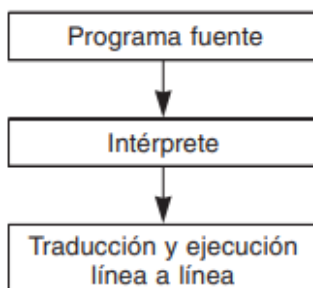 Programa fuente
Intérprete
Traducción y ejecución
línea a línea